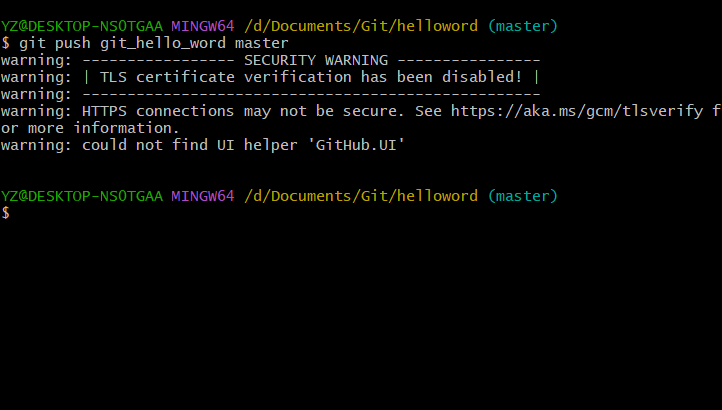 YZ@DESKTOP-NS0TGAA MINGW64 /d/Documents/Git/helloword (master)
$ git push git_hello_word master
warning: ----------------- SECURITY WARNING ----------------
warning: | TLS certificate verification has been disabled! |
warning: ---------------------------------------------------
warning: HTTPS connections may not be secure. See https://aka.ms/gcm/tlsverify f
or more information.
warning: could not find UI helper 'GitHub.UI'
YZ@DESKTOP-NS0TGAA MINGW64 /d/Documents/Git/helloword (master)
$